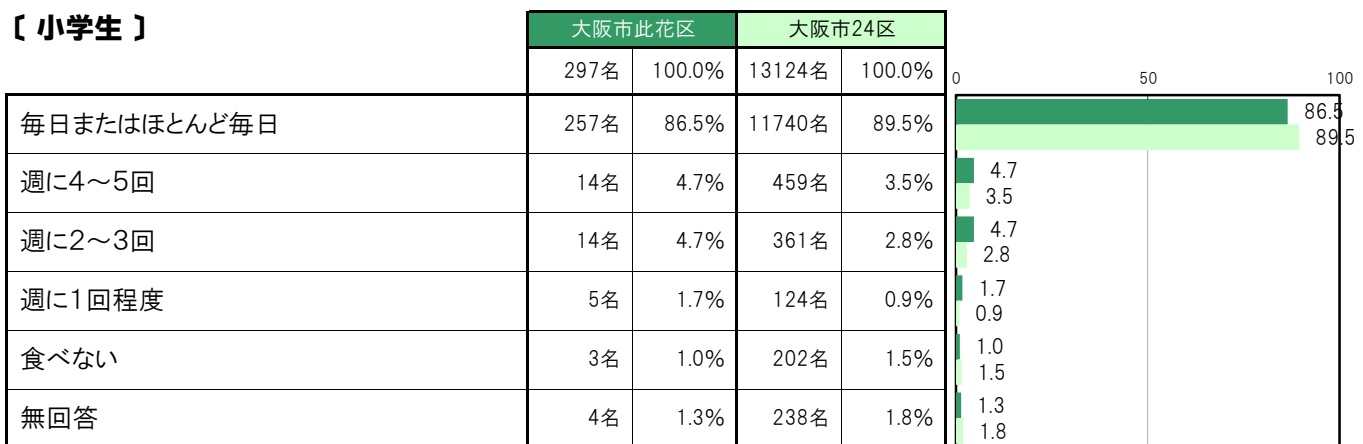 〔 小学生 〕
大阪市此花区 大阪市24区
297名 100.0% 13124名 100.0%
0 50 100
毎日またはほとんど毎日 257名 86.5% 11740名 89.5%
86.5
89.5
週に4～5回 14名 4.7% 459名 3.5%
4.7
3.5
週に2～3回 14名 4.7% 361名 2.8%
4.7
2.8
週に1回程度 5名 1.7% 124名 0.9%
1.7
0.9
食べない 3名 1.0% 202名 1.5%
1.0
1.5
無回答 4名 1.3% 238名 1.8%
1.3
1.8